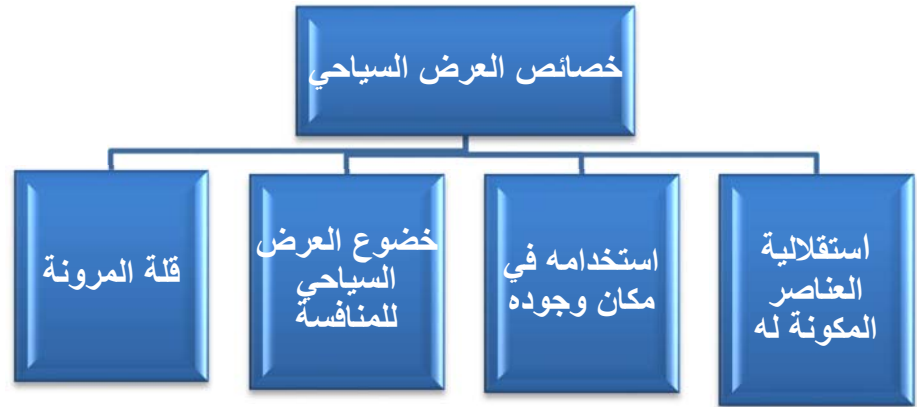 خصائص العرض السياحي
استقلالية
العناصر
المكونة له
استخدامه في
مكان وجوده
خضوع العرض
السياحي
للمنافسة
قلة المرونة